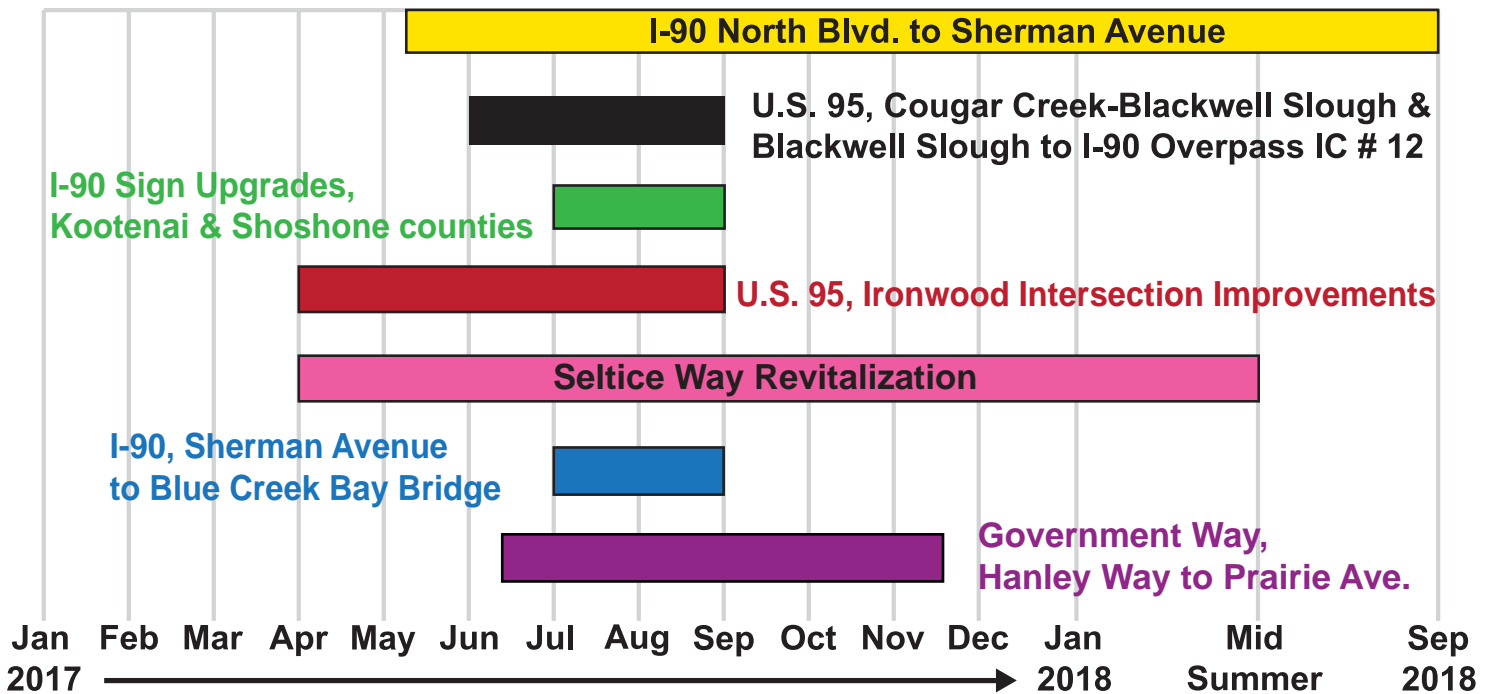 I-90 North Blvd. to Sherman Avenue
U.S. 95, Cougar Creek-Blackwell Slough &
Blackwell Slough to I-90 Overpass IC # 12
I-90 Sign Upgrades,
Kootenai & Shoshone counties
U.S. 95, Ironwood Intersection Improvements
Seltice Way Revitalization
I-90, Sherman Avenue
to Blue Creek Bay Bridge
Government Way,
Hanley Way to Prairie Ave.
Jan Feb Mar Apr May Jun Jul Aug Sep Oct Nov Dec Jan Mid Sep
2017 2018 Summer 2018